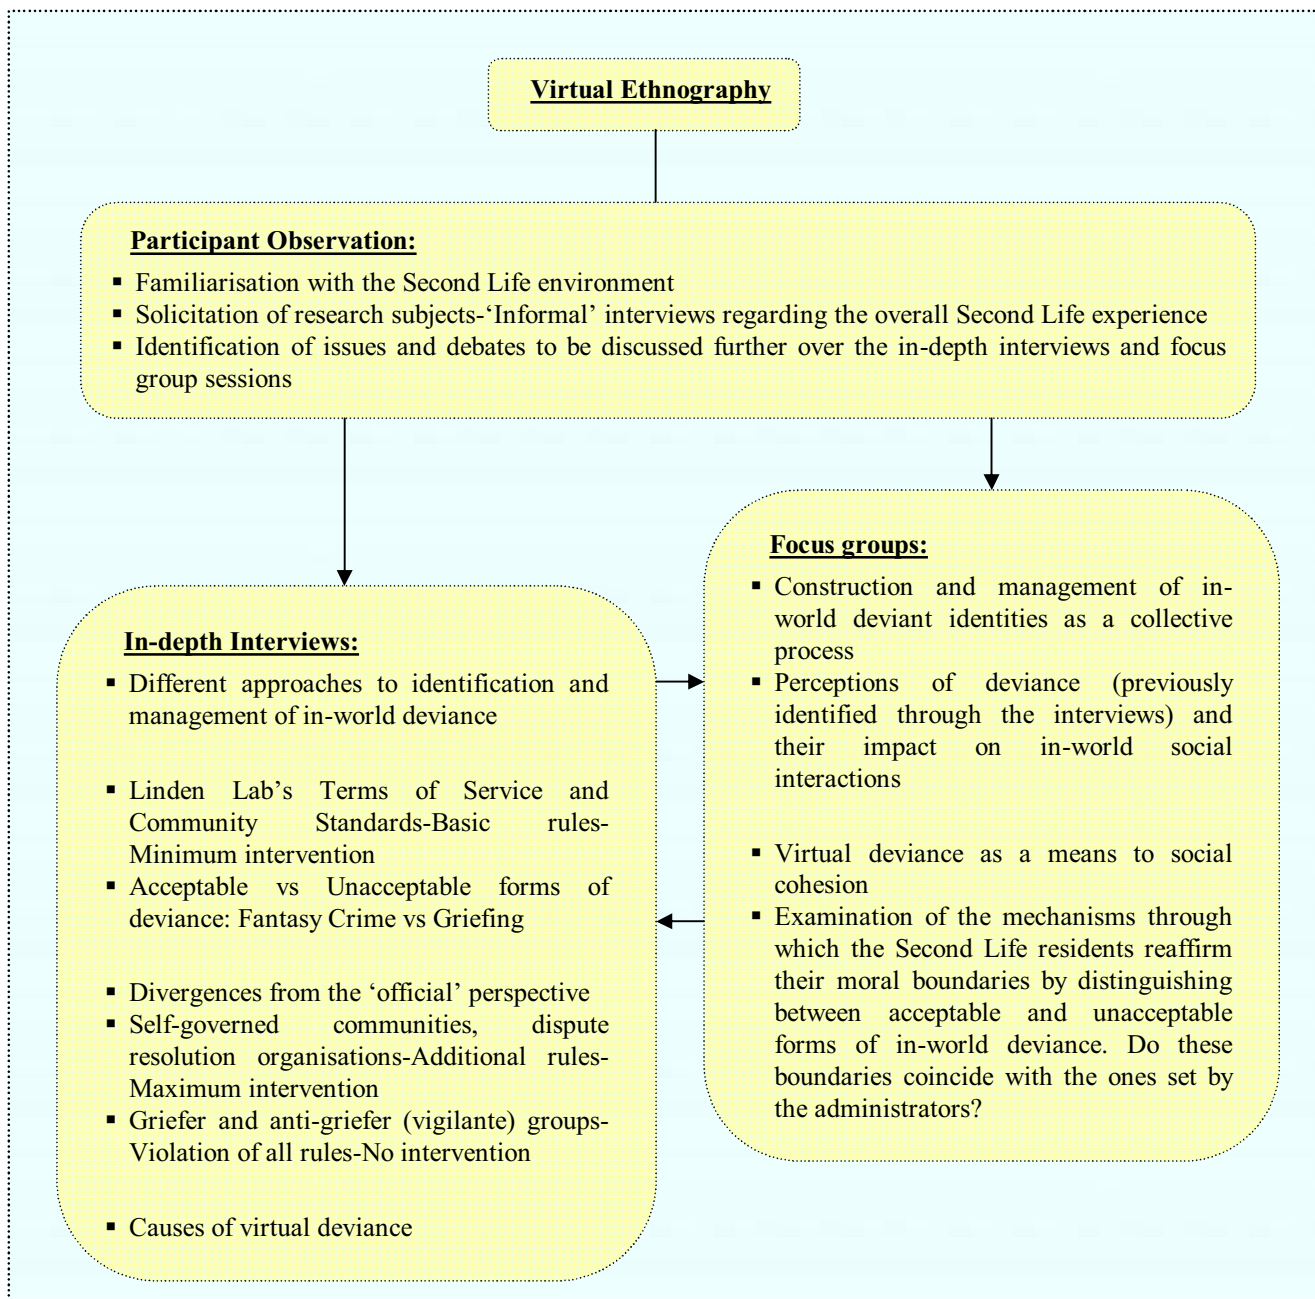 Virtual Ethnography
Participant Observation:
▪ Familiarisation with the Second Life environment
▪ Solicitation of research subjects-‘Informal’ interviews regarding the overall Second Life experience
▪ Identification of issues and debates to be discussed further over the in-depth interviews and focus
group sessions
In-depth Interviews:
▪ Different approaches to identification and
management of in-world deviance
▪ Linden Lab’s Terms of Service and
Community Standards-Basic rules-
Minimum intervention
▪ Acceptable vs Unacceptable forms of
deviance: Fantasy Crime vs Griefing
▪ Divergences from the ‘official’ perspective
▪ Self-governed communities, dispute
resolution organisations-Additional rules-
Maximum intervention
▪ Griefer and anti-griefer (vigilante) groups-
Violation of all rules-No intervention
▪ Causes of virtual deviance
Focus groups:
▪ Construction and management of in-
world deviant identities as a collective
process
▪ Perceptions of deviance (previously
identified through the interviews) and
their impact on in-world social
interactions
▪ Virtual deviance as a means to social
cohesion
▪ Examination of the mechanisms through
which the Second Life residents reaffirm
their moral boundaries by distinguishing
between acceptable and unacceptable
forms of in-world deviance. Do these
boundaries coincide with the ones set by
the administrators?